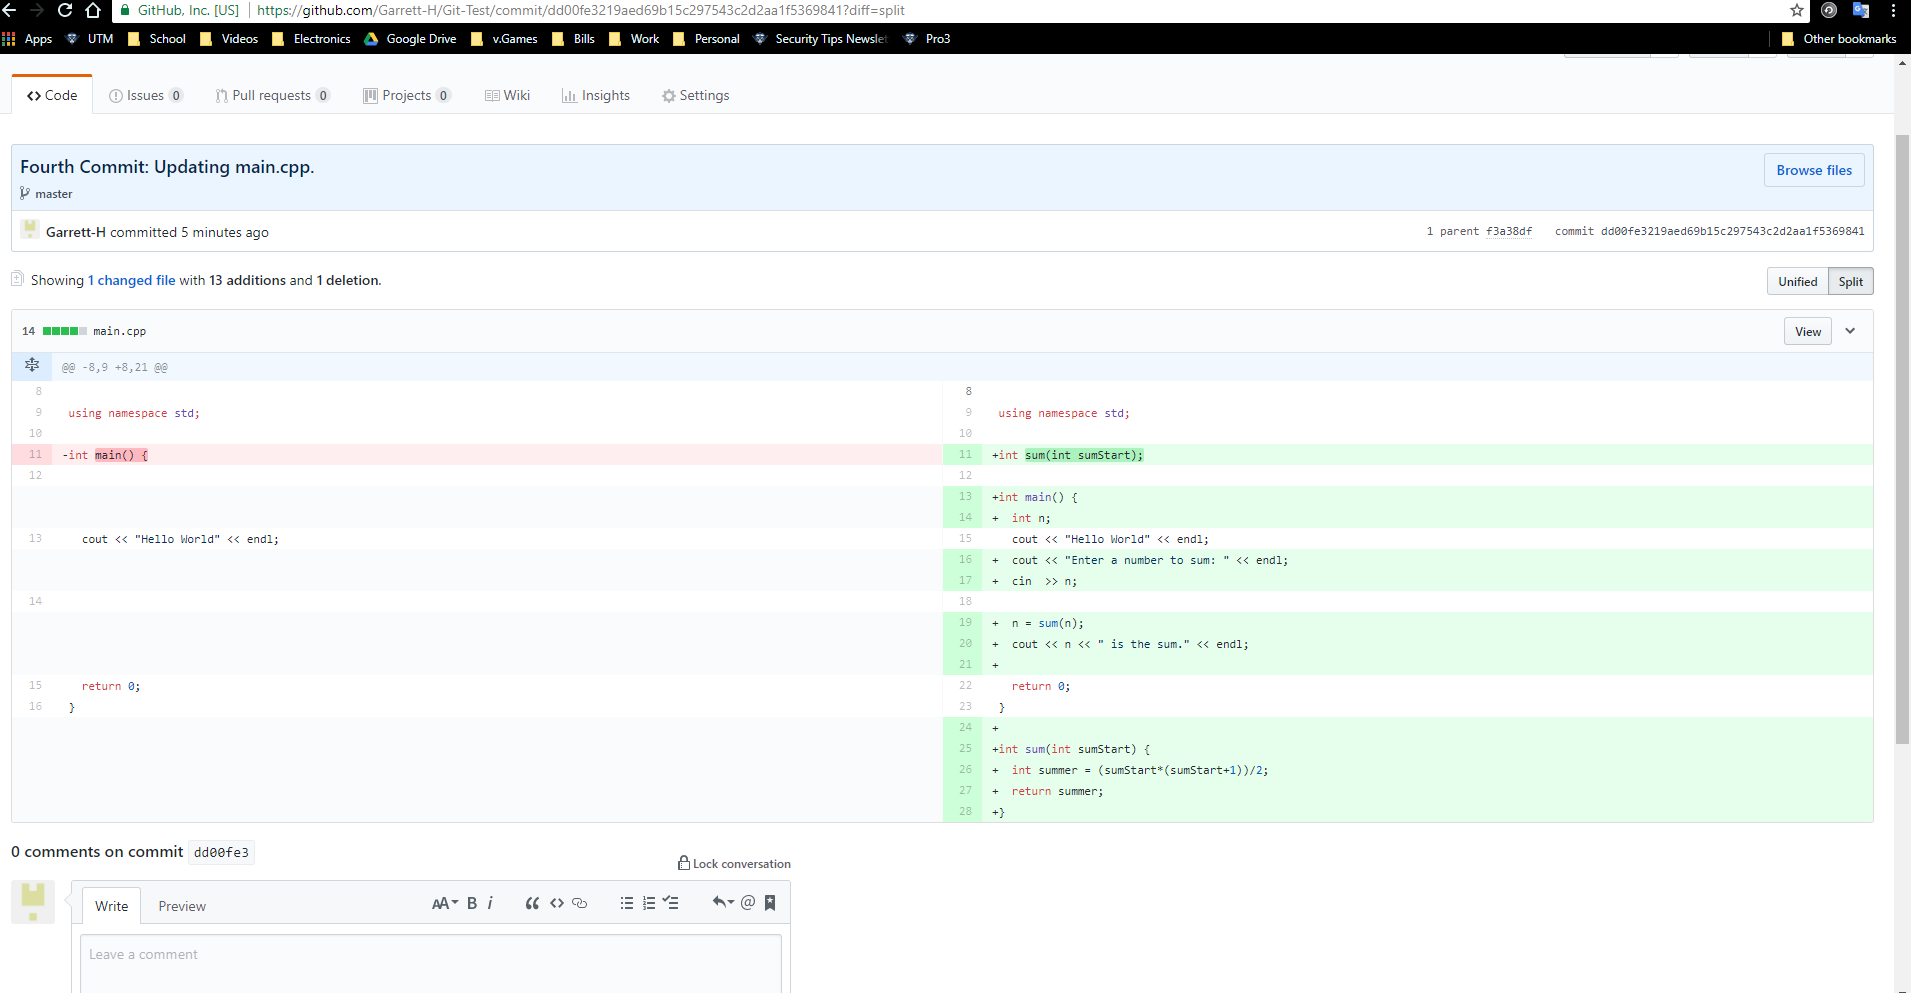 GitHub, Inc. [US] https://github.com/Garrett-H/Git-Test/commit/dd00fe3219aed69b15c297543c2d2aa1f5369841?diff=split
Apps UTM School Videos Electronics Google Drive v.Games Bills Work Personal Security Tips Newslet Pro3 Other bookmarks
Code Issues 0 Pull requests 0 Projects 0 Wiki Insights Settings
Fourth Commit: Updating main.cpp.
Browse files
master
Garrett-H committed 5 minutes ago 1 parent f3a38df commit dd00fe3219aed69b15c297543c2d2aa1f5369841
Showing 1 changed file with 13 additions and 1 deletion. Unified Split
14 main.cpp View
@@ -8,9 +8,21 @@
8 8
9 using namespace std; 9 using namespace std;
10 10
11 -int main() { 11 +int sum(int sumStart);
12 12
13 +int main() {
14 + int n;
13 cout << "Hello World" << endl; 15 cout << "Hello World" << endl;
16 + cout << "Enter a number to sum: " << endl;
17 + cin >> n;
14 18
19 + n = sum(n);
20 + cout << n << " is the sum." << endl;
21 +
15 return 0; 22 return 0;
16 } 23 }
24 +
25 +int sum(int sumStart) {
26 + int summer = (sumStart*(sumStart+1))/2;
27 + return summer;
28 +}
0 comments on commit dd00fe3
Lock conversation
Write Preview AA B i
Leave a comment